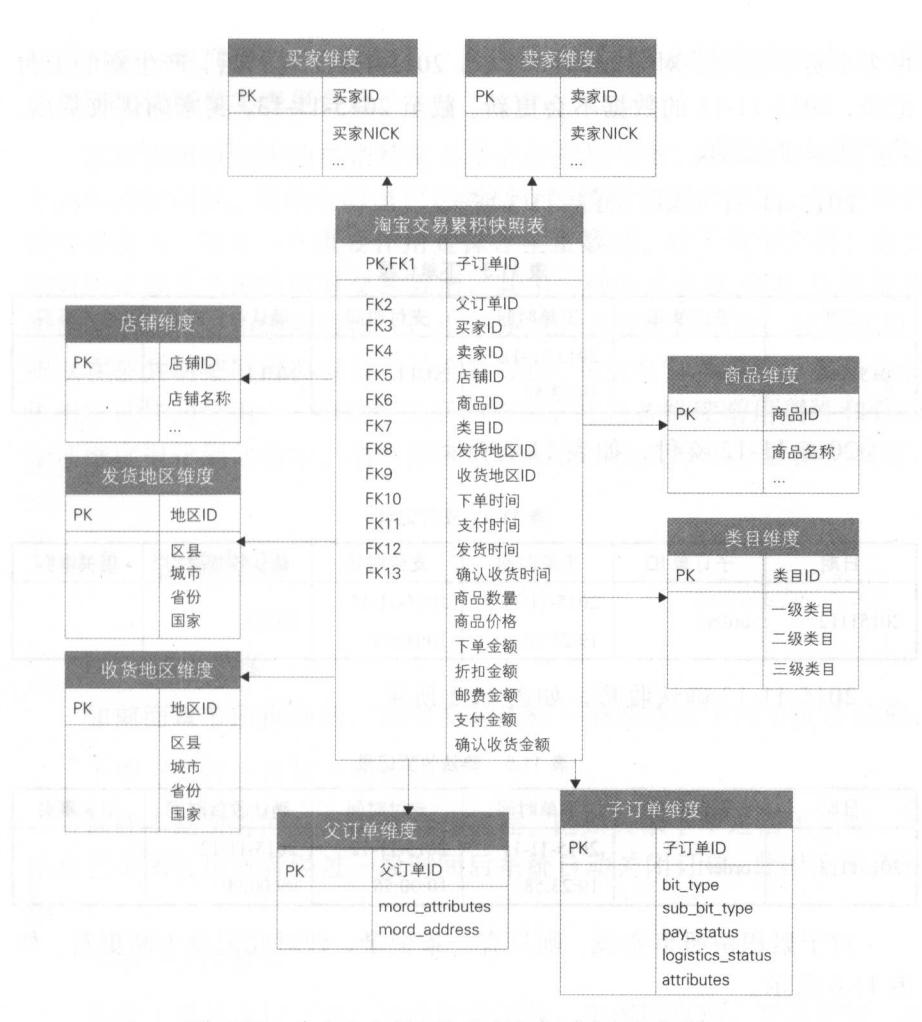 买家维度
PK 买家ID
买家NICK
...
卖家维度
PK 卖家ID
卖家NICK
...
淘宝交易累积快照表
PK,FK1 子订单ID
FK2 父订单ID
FK3 买家ID
FK4 卖家ID
FK5 店铺ID
FK6 商品ID
FK7 类目ID
FK8 发货地区ID
FK9 收货地区ID
FK10 下单时间
FK11 支付时间
FK12 发货时间
FK13 确认收货时间
商品数量
商品价格
下单金额
折扣金额
邮费金额
支付金额
确认收货金额
店铺维度
PK 店铺ID
店铺名称
...
发货地区维度
PK 地区ID
区县
城市
省份
国家
收货地区维度
PK 地区ID
区县
城市
省份
国家
商品维度
PK 商品ID
商品名称
...
类目维度
PK 类目ID
一级类目
二级类目
三级类目
父订单维度
PK 父订单ID
mord_attributes
mord_address
子订单维度
PK 子订单ID
bit_type
sub_bit_type
pay_status
logistics_status
attributes